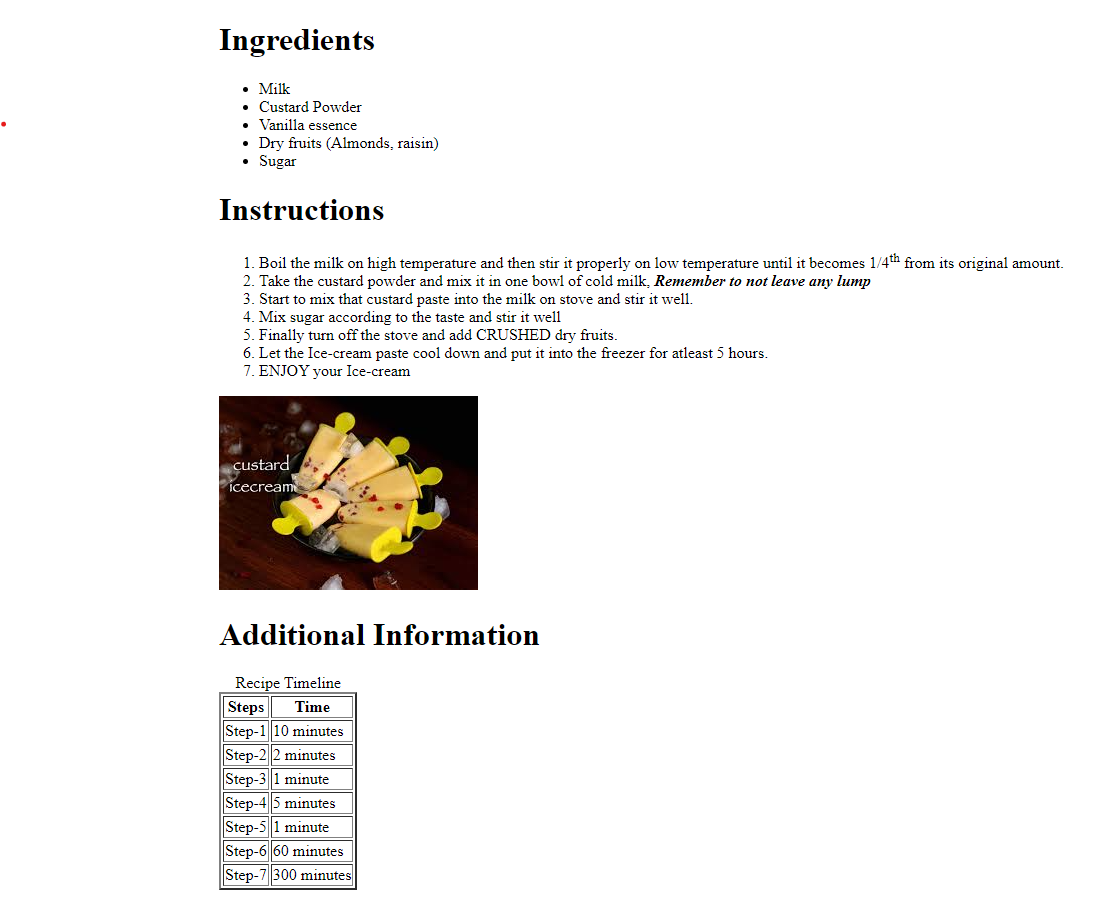 Ingredients
• Milk
• Custard Powder
• Vanilla essence
• Dry fruits (Almonds, raisin)
• Sugar
Instructions
1. Boil the milk on high temperature and then stir it properly on low temperature until it becomes 1/4th from its original amount.
2. Take the custard powder and mix it in one bowl of cold milk, Remember to not leave any lump
3. Start to mix that custard paste into the milk on stove and stir it well.
4. Mix sugar according to the taste and stir it well
5. Finally turn off the stove and add CRUSHED dry fruits.
6. Let the Ice-cream paste cool down and put it into the freezer for atleast 5 hours.
7. ENJOY your Ice-cream
custard
icecream
Additional Information
Recipe Timeline
Steps Time
Step-1 10 minutes
Step-2 2 minutes
Step-3 1 minute
Step-4 5 minutes
Step-5 1 minute
Step-6 60 minutes
Step-7 300 minutes